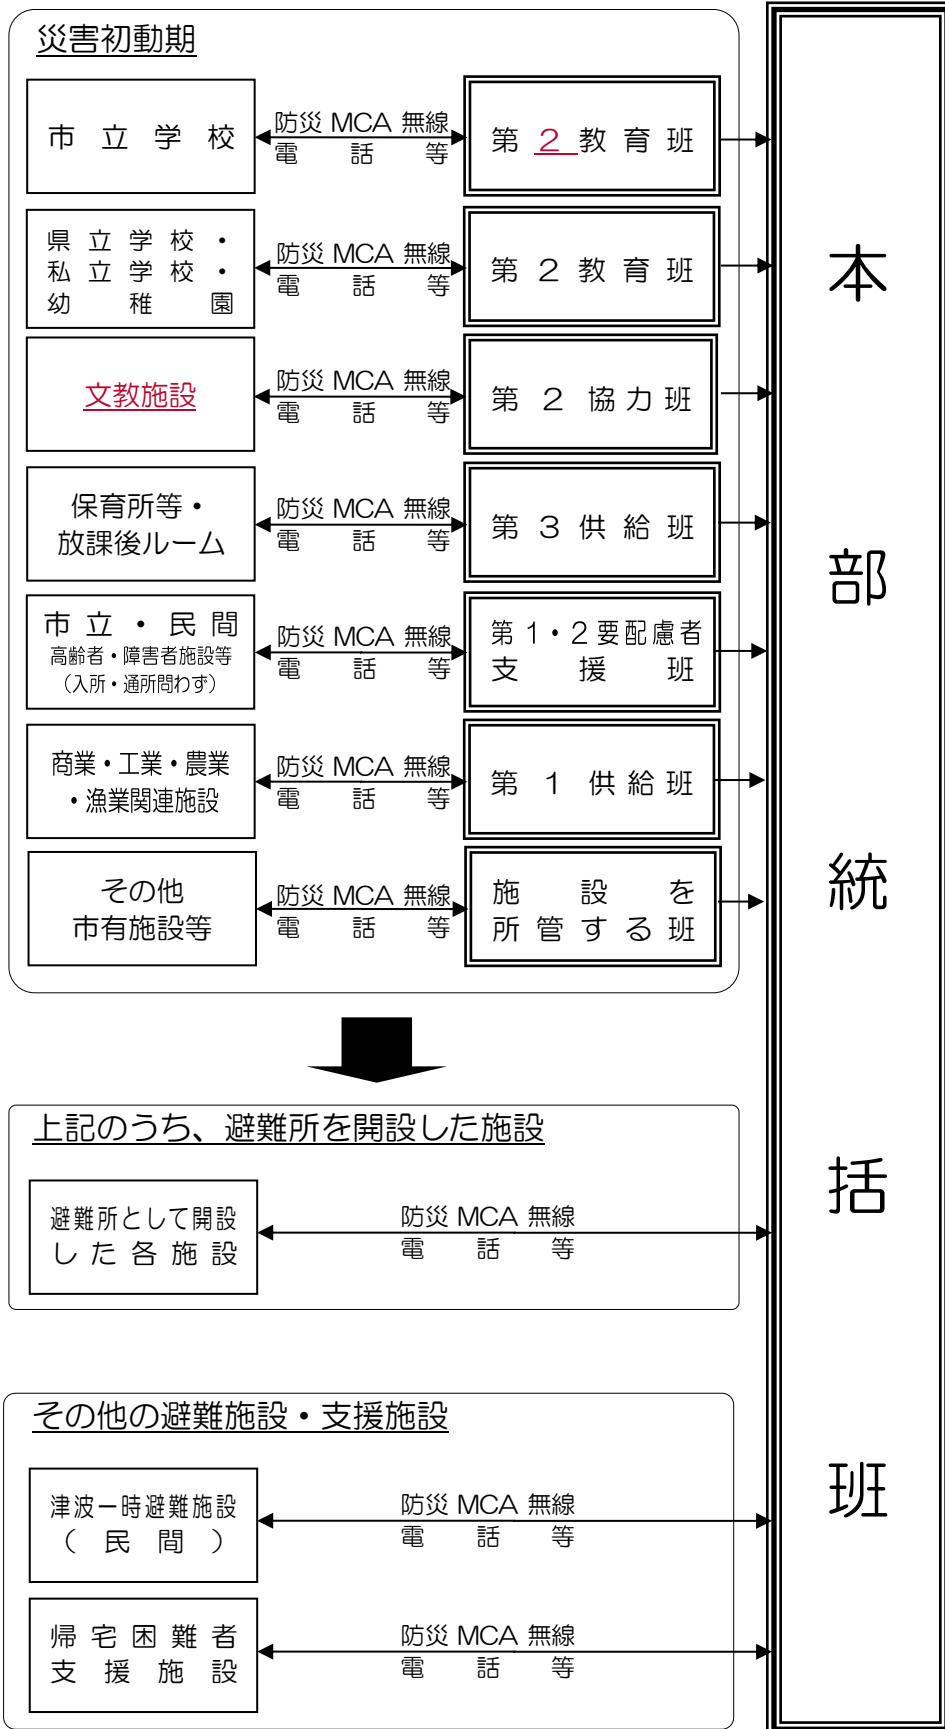 災害初動期
市立学校
防災 MCA 無線
電話等
第2教育班
県立学校・
私立学校・
幼稚園
防災 MCA 無線
電話等
第2教育班
文教施設
防災 MCA 無線
電話等
第2協力班
保育所等・
放課後ルーム
防災 MCA 無線
電話等
第3供給班
市立・民間
高齢者・障害者施設等
(入所・通所問わず)
防災 MCA 無線
電話等
第1・2要配慮者
支援班
商業・工業・農業
・漁業関連施設
防災 MCA 無線
電話等
第1供給班
その他
市有施設等
防災 MCA 無線
電話等
施設を
所管する班
上記のうち、避難所を開設した施設
避難所として開設
した各施設
防災 MCA 無線
電話等
その他の避難施設・支援施設
津波一時避難施設
(民間)
防災 MCA 無線
電話等
帰宅困難者
支援施設
防災 MCA 無線
電話等
本部統括班